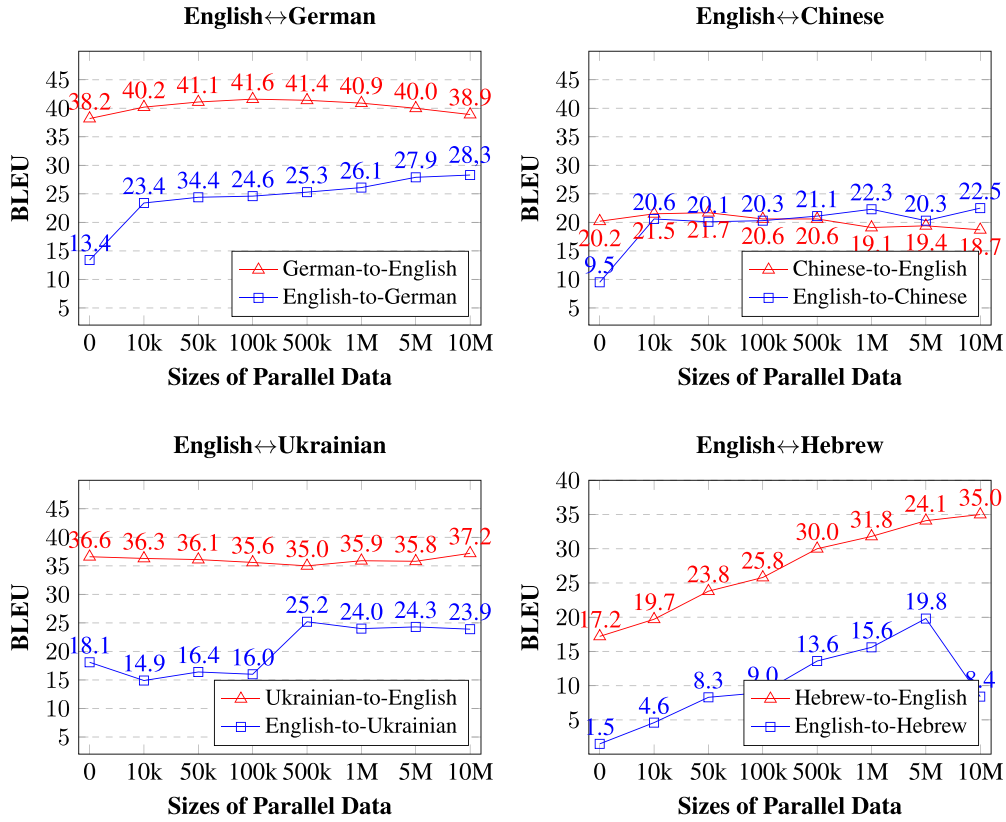 English↔German
BLEU
45
40
35
30
25
20
15
10
5
38.2 40.2 41.1 41.6 41.4 40.9 40.0 38.9
13.4 23.4 34.4 24.6 25.3 26.1 27.9 28.3
German-to-English
English-to-German
0 10k 50k 100k 500k 1M 5M 10M
Sizes of Parallel Data
English↔Chinese
BLEU
45
40
35
30
25
20
15
10
5
20.2 21.5 21.7 20.6 20.6 19.1 19.4 18.7
9.5 20.6 20.1 20.3 21.1 22.3 20.3 22.5
Chinese-to-English
English-to-Chinese
0 10k 50k 100k 500k 1M 5M 10M
Sizes of Parallel Data
English↔Ukrainian
BLEU
45
40
35
30
25
20
15
10
5
36.6 36.3 36.1 35.6 35.0 35.9 35.8 37.2
18.1 14.9 16.4 16.0 25.2 24.0 24.3 23.9
Ukrainian-to-English
English-to-Ukrainian
0 10k 50k 100k 500k 1M 5M 10M
Sizes of Parallel Data
English↔Hebrew
BLEU
40
35
30
25
20
15
10
5
17.2 19.7 23.8 25.8 30.0 31.8 24.1 35.0
1.5 4.6 8.3 9.0 13.6 15.6 19.8 8.4
Hebrew-to-English
English-to-Hebrew
0 10k 50k 100k 500k 1M 5M 10M
Sizes of Parallel Data